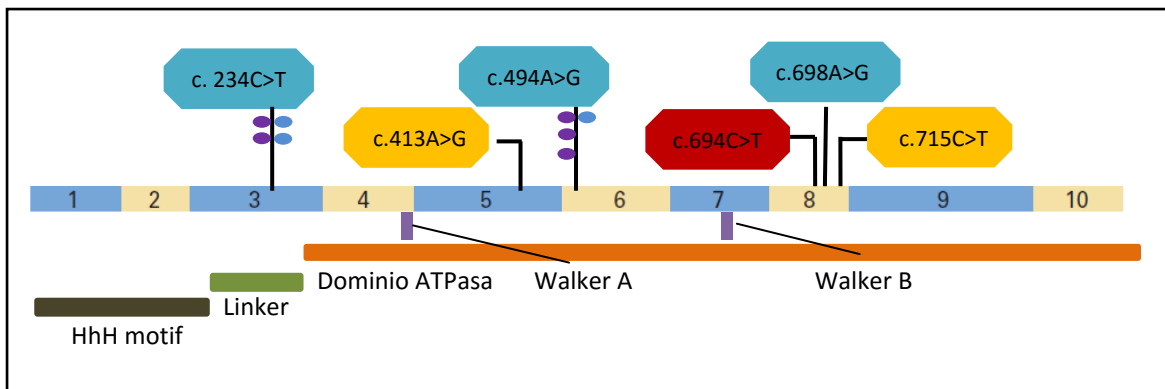 c. 234C>T
c.494A>G
c.698A>G
c.413A>G
c.694C>T
c.715C>T
1 2 3 4 5 6 7 8 9 10
Dominio ATPasa
Walker A
Walker B
Linker
HhH motif